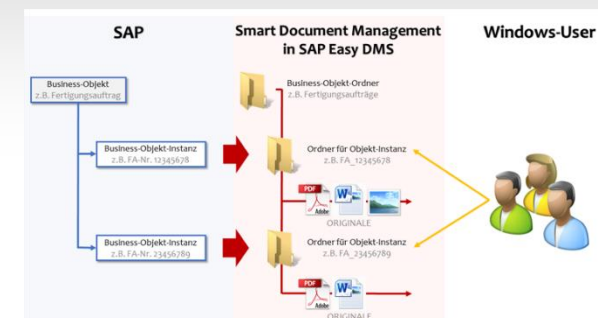 SAP
Smart Document Management
in SAP Easy DMS
Windows-User
Business-Objekt
z.B. Fertigungsauftrag
Business-Objekt-Ordner
z.B. Fertigungsaufträge
Business-Objekt-Instanz
z.B. FA-Nr. 12345678
Ordner für Objekt-Instanz
z.B. FA_12345678
PDF
Adobe
W
ORIGINALE
Business-Objekt-Instanz
z.B. FA-Nr. 23456789
Ordner für Objekt-Instanz
z.B. FA_23456789
PDF
Adobe
W
ORIGINALE